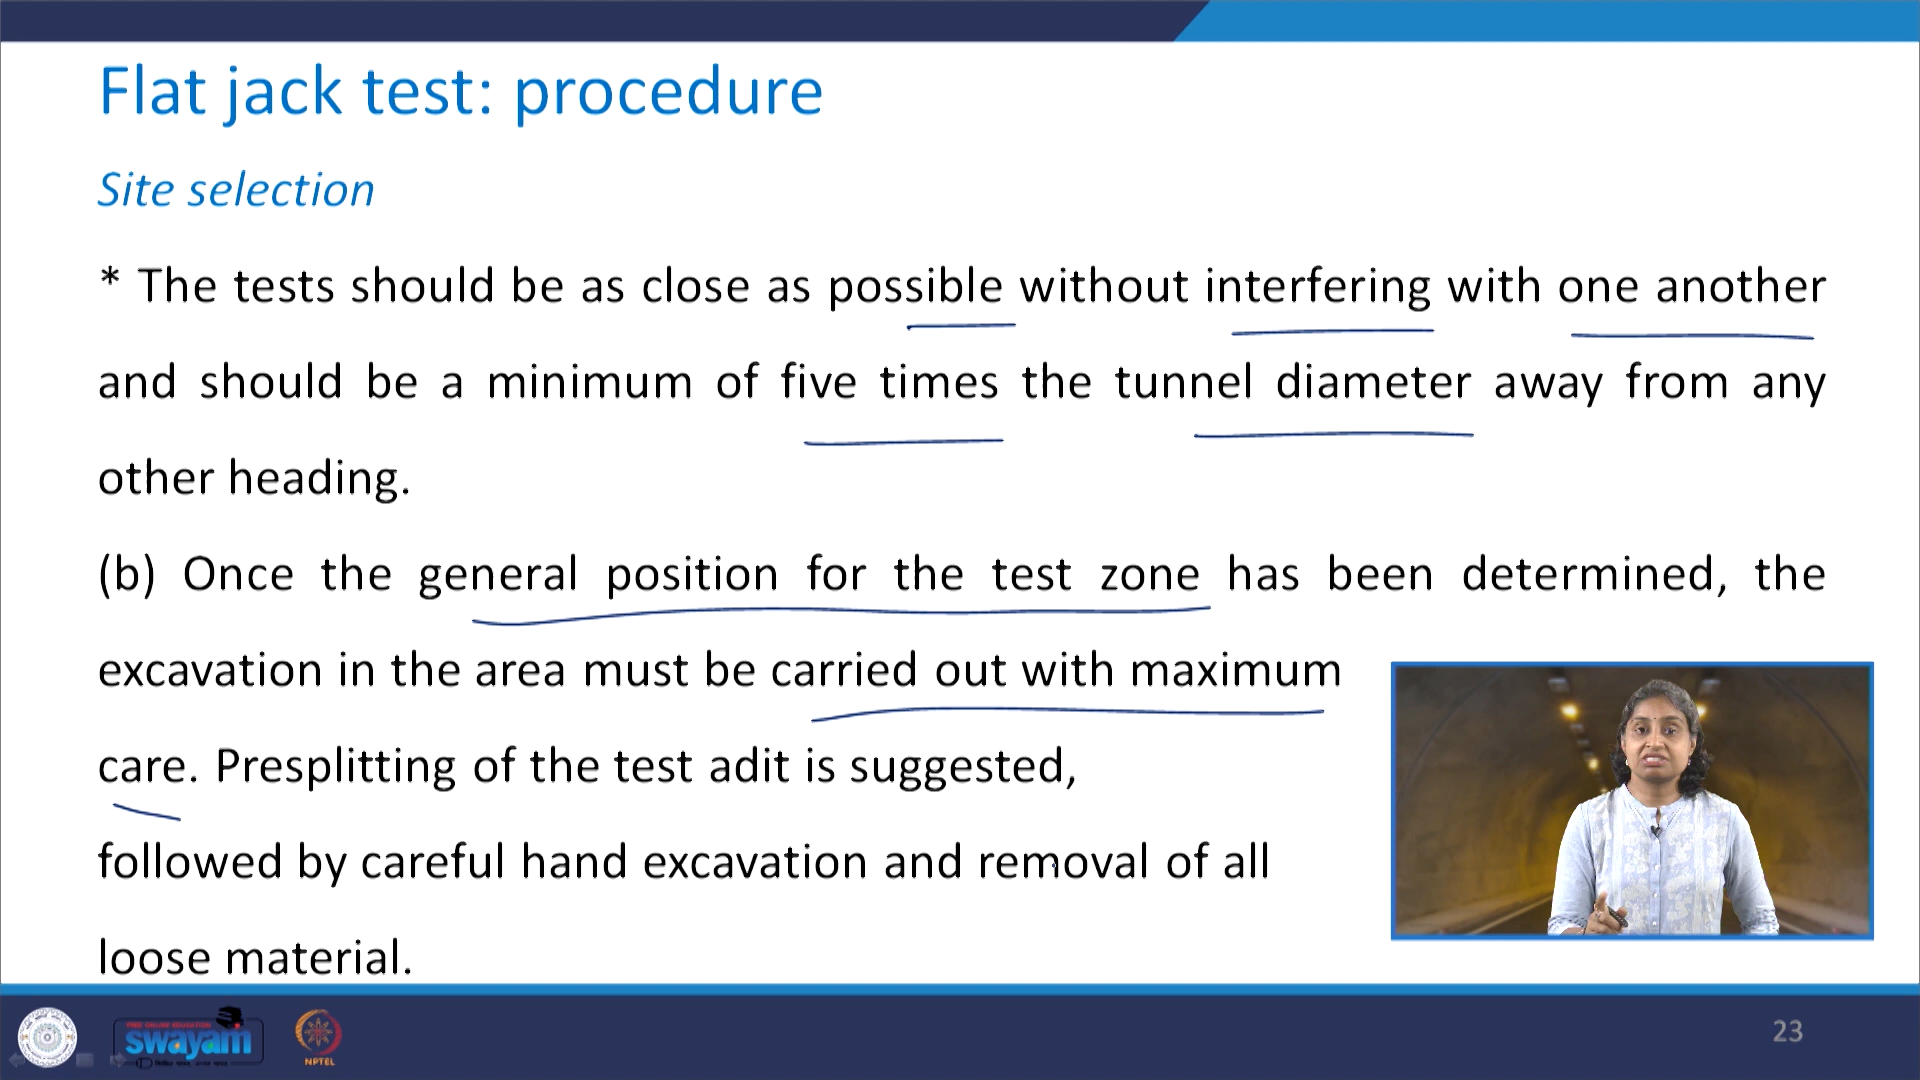 Flat jack test: procedure
Site selection
* The tests should be as close as possible without interfering with one another
and should be a minimum of five times the tunnel diameter away from any
other heading.
(b) Once the general position for the test zone has been determined, the
excavation in the area must be carried out with maximum
care. Presplitting of the test adit is suggested,
followed by careful hand excavation and removal of all
loose material.
FREE ONLINE EDUCATION
swayam
NPTEL
23